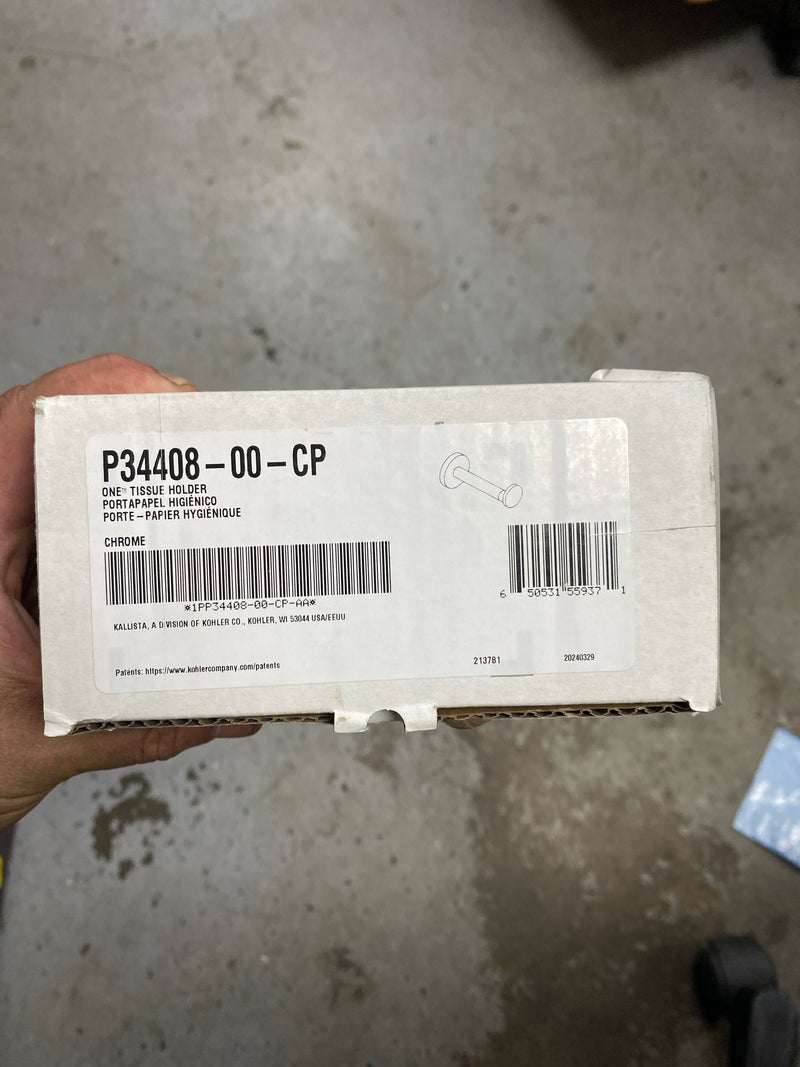 P34408-00-CP
ONE™ TISSUE HOLDER
PORTAPAPEL HIGIÉNICO
PORTE-PAPIER HYGIÉNIQUE
CHROME
*1PP34408-00-CP-AA*
6 50531 55937 1
KALLISTA, A DIVISION OF KOHLER CO., KOHLER, WI 53044 USA/EEUU
Patents: https://www.kohlercompany.com/patents
213781
20240329